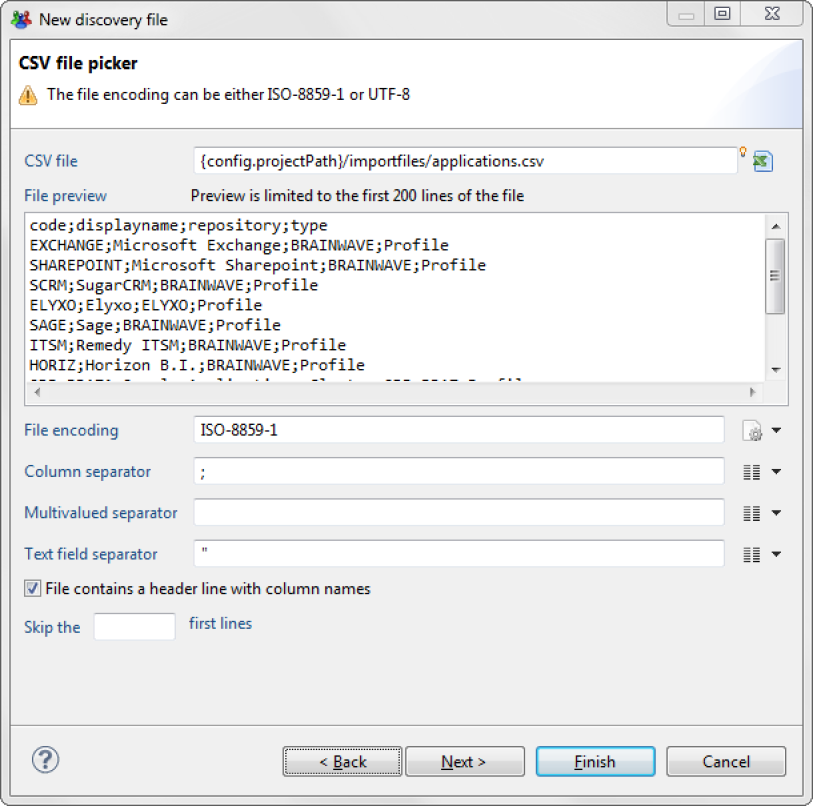 New discovery file
CSV file picker
The file encoding can be either ISO-8859-1 or UTF-8
CSV file {config.projectPath}/importfiles/applications.csv
File preview Preview is limited to the first 200 lines of the file
code;displayname;repository;type
EXCHANGE;Microsoft Exchange;BRAINWAVE;Profile
SHAREPOINT;Microsoft Sharepoint;BRAINWAVE;Profile
SCRM;SugarCRM;BRAINWAVE;Profile
ELYXO;Elyxo;ELYXO;Profile
SAGE;Sage;BRAINWAVE;Profile
ITSM;Remedy ITSM;BRAINWAVE;Profile
HORIZ;Horizon B.I.;BRAINWAVE;Profile
File encoding ISO-8859-1
Column separator ;
Multivalued separator
Text field separator "
File contains a header line with column names
Skip the first lines
? < Back Next > Finish Cancel